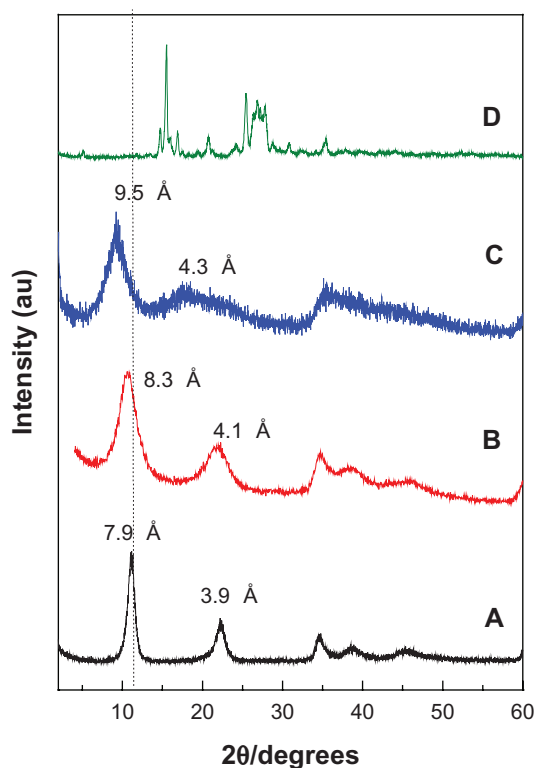 D
9.5 Å
C
4.3 Å
8.3 Å
B
4.1 Å
7.9 Å
3.9 Å
A
Intensity (au)
10 20 30 40 50 60
2θ/degrees